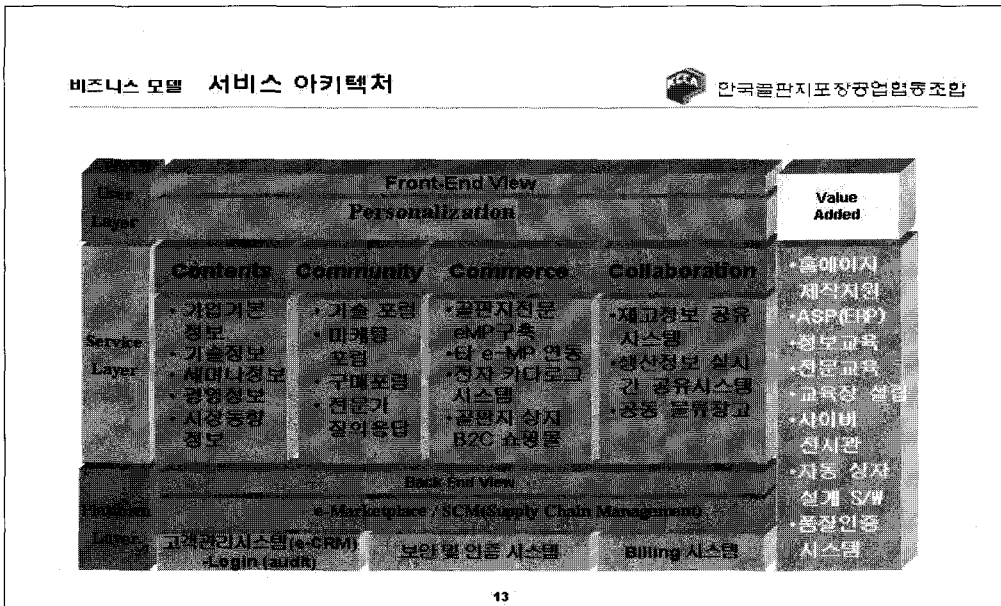 비즈니스 모델 서비스 아키텍처
한국골판지포장공업협동조합
User
Layer
Front-End View
Personalization
Value
Added
Service
Layer
Contents
• 기업기본
정보
• 기술정보
• 세미나정보
• 경영정보
• 시장동향
정보
Community
• 기술 포럼
• 마케팅
포럼
• 구매포럼
• 전문가
질의응답
Commerce
•골판지전문
eMP구축
•타 e-MP 연동
•전자 카다로그
시스템
•골판지 상자
B2C 쇼핑몰
Collaboration
•재고정보 공유
시스템
•생산정보 실시
간 공유시스템
•공동 물류창고
•홈에이지
제작지원
•ASP(ERP)
•정보교육
•전문교육
•교육장 설립
•사이버
전시관
•자동 상자
설계 S/W
•품질인증
시스템
Platform
Layer
Back End View
e-Marketplace / SCM(Supply Chain Management)
고객관리시스템(e-CRM)
-Login (audit)
보안 및 인증 시스템
Billing 시스템
13